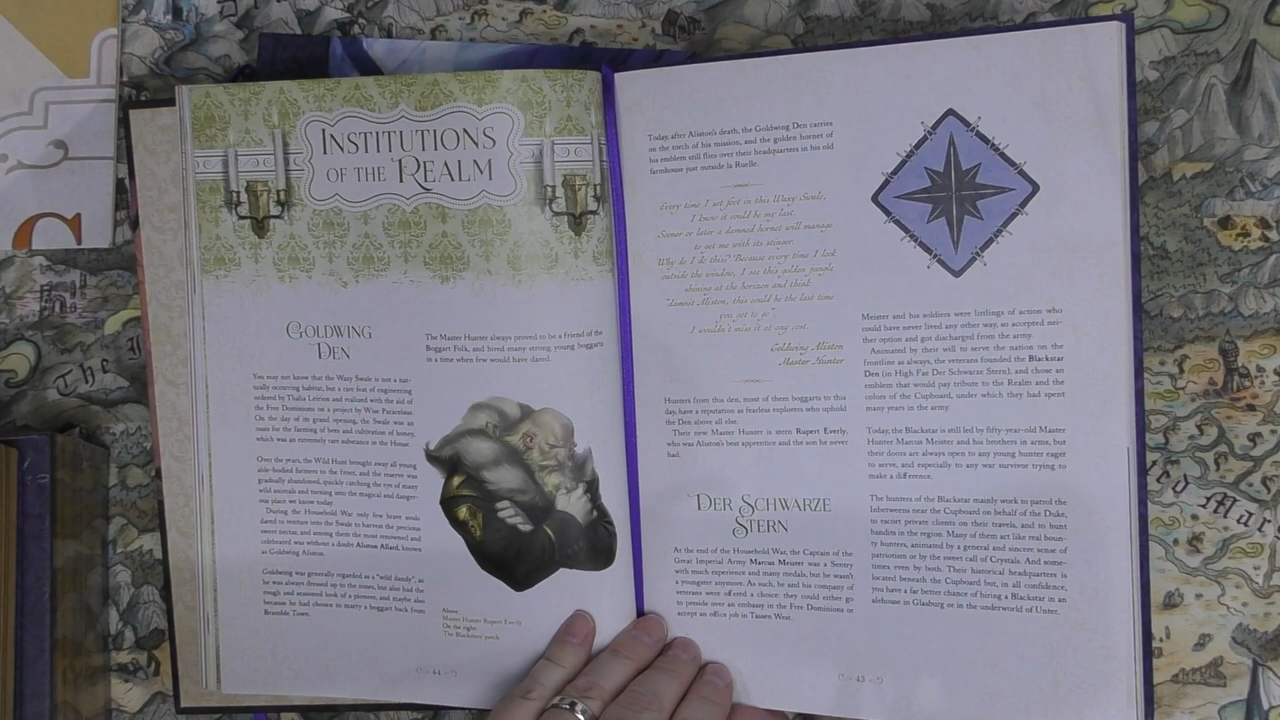 INSTITUTIONS
OF THE REALM
GOLDWING
DEN
You may not know that the Waxy Swale is not a nat-
turally occurring habitat, but a rare feat of engineering
ordered by Thalia Leirion and realized with the aid of
the Free Dominions on a project by Wise Paracelsus.
On the day of its grand opening, the Swale was an
oasis for the farming of bees and cultivation of honey,
which was an extremely rare substance in the House.
Over the years, the Wild Hunt brought away all young
able-bodied farmers to the front, and the reserve was
gradually abandoned, quickly catching the eye of many
wild animals and turning into the magical and danger-
ous place we know today.
During the Household War only few brave souls
dared to venture into the Swale to harvest the precious
sweet nectar, and among them the most renowned and
celebrated was without a doubt Aliston Allard, known
as Goldwing Aliston.
Goldwing was generally regarded as a "wild dandy", as
he was always dressed up to the nines, but also had the
rough and seasoned look of a pioneer, and maybe also
because he had chosen to marry a boggart back from
Bramble Town.
The Master Hunter always proved to be a friend of the
Boggart Folk, and hired many strong young boggarts
in a time when few would have dared.
Above:
Master Hunter Rupert Everly
On the right:
The Blackstars' patch
44
Today, after Aliston's death, the Goldwing Den carries
on the torch of his mission, and the golden hornet of
his emblem still flies over their headquarters in his old
farmhouse just outside la Ruelle.
Every time I set foot in this Waxy Swale,
I know it could be my last.
Sooner or later a damned hornet will manage
to get me with its stinger.
Why do I do this? Because every time I look
outside the window, I see this golden jungle
shining at the horizon and think
"damnit Aliston, this could be the last time
you get to go"
I wouldn't miss it at any cost.
Goldwing Aliston
Master Hunter
Hunters from this den, most of them boggarts to this
day, have a reputation as fearless explorers who uphold
the Den above all else.
Their new Master Hunter is stern Rupert Everly,
who was Aliston's best apprentice and the son he never
had.
DER SCHWARZE
STERN
At the end of the Household War, the Captain of the
Great Imperial Army Marcus Meister was a Sentry
with much experience and many medals, but he wasn't
a youngster anymore. As such, he and his company of
veterans were offered a choice: they could either go
to preside over an embassy in the Free Dominions or
accept an office job in Tassen West.
Meister and his soldiers were littlings of action who
could have never lived any other way, so accepted nei-
ther option and got discharged from the army.
Animated by their will to serve the nation on the
frontline as always, the veterans founded the Blackstar
Den (in High Fae Der Schwarze Stern), and chose an
emblem that would pay tribute to the Realm and the
colors of the Cupboard, under which they had spent
many years in the army.
Today, the Blackstar is still led by fifty-year-old Master
Hunter Marcus Meister and his brothers in arms, but
their doors are always open to any young hunter eager
to serve, and especially to any war survivor trying to
make a difference.
The hunters of the Blackstar mainly work to patrol the
Inbetweens near the Cupboard on behalf of the Duke,
to escort private clients on their travels, and to hunt
bandits in the region. Many of them act like real boun-
ty hunters, animated by a general and sincere sense of
patriotism or by the sweet call of Crystals. And some-
times even by both. Their historical headquarters is
located beneath the Cupboard but, in all confidence,
you have a far better chance of hiring a Blackstar in an
alehouse in Glasburg or in the underworld of Unter.
45
The